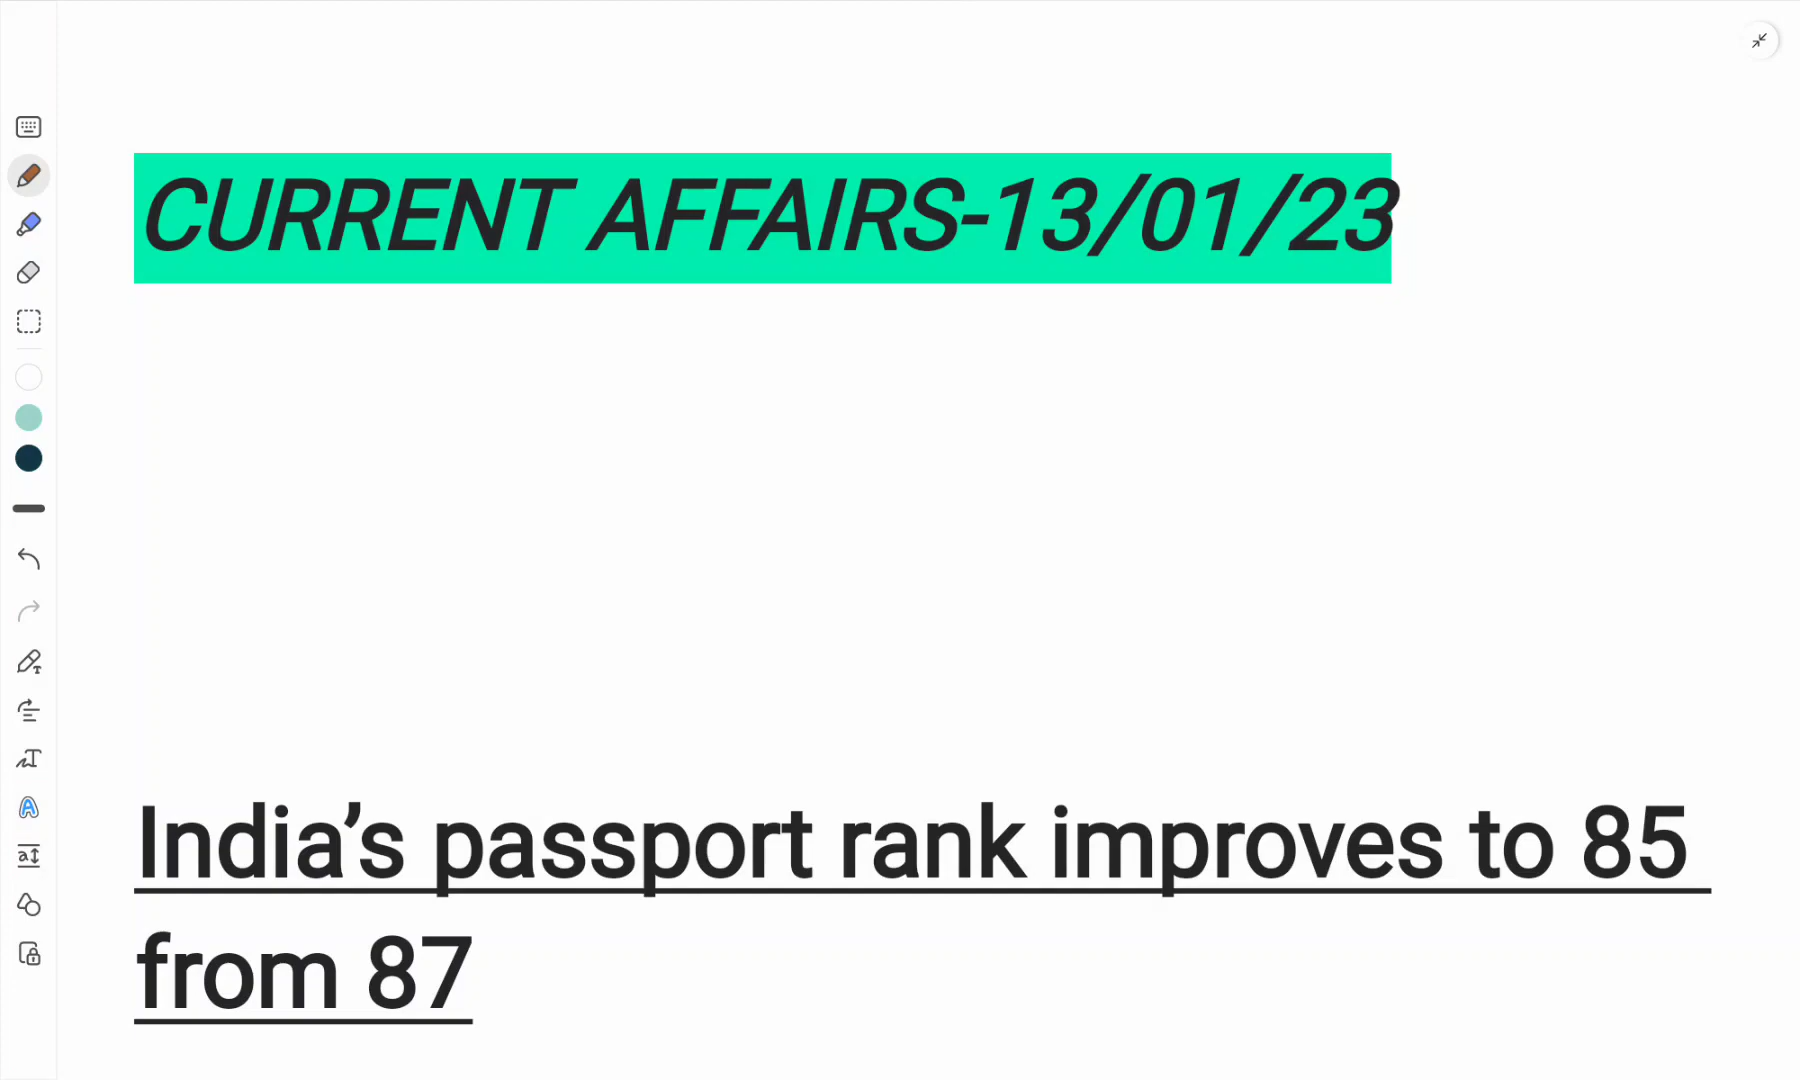 CURRENT AFFAIRS-13/01/23
India’s passport rank improves to 85
from 87